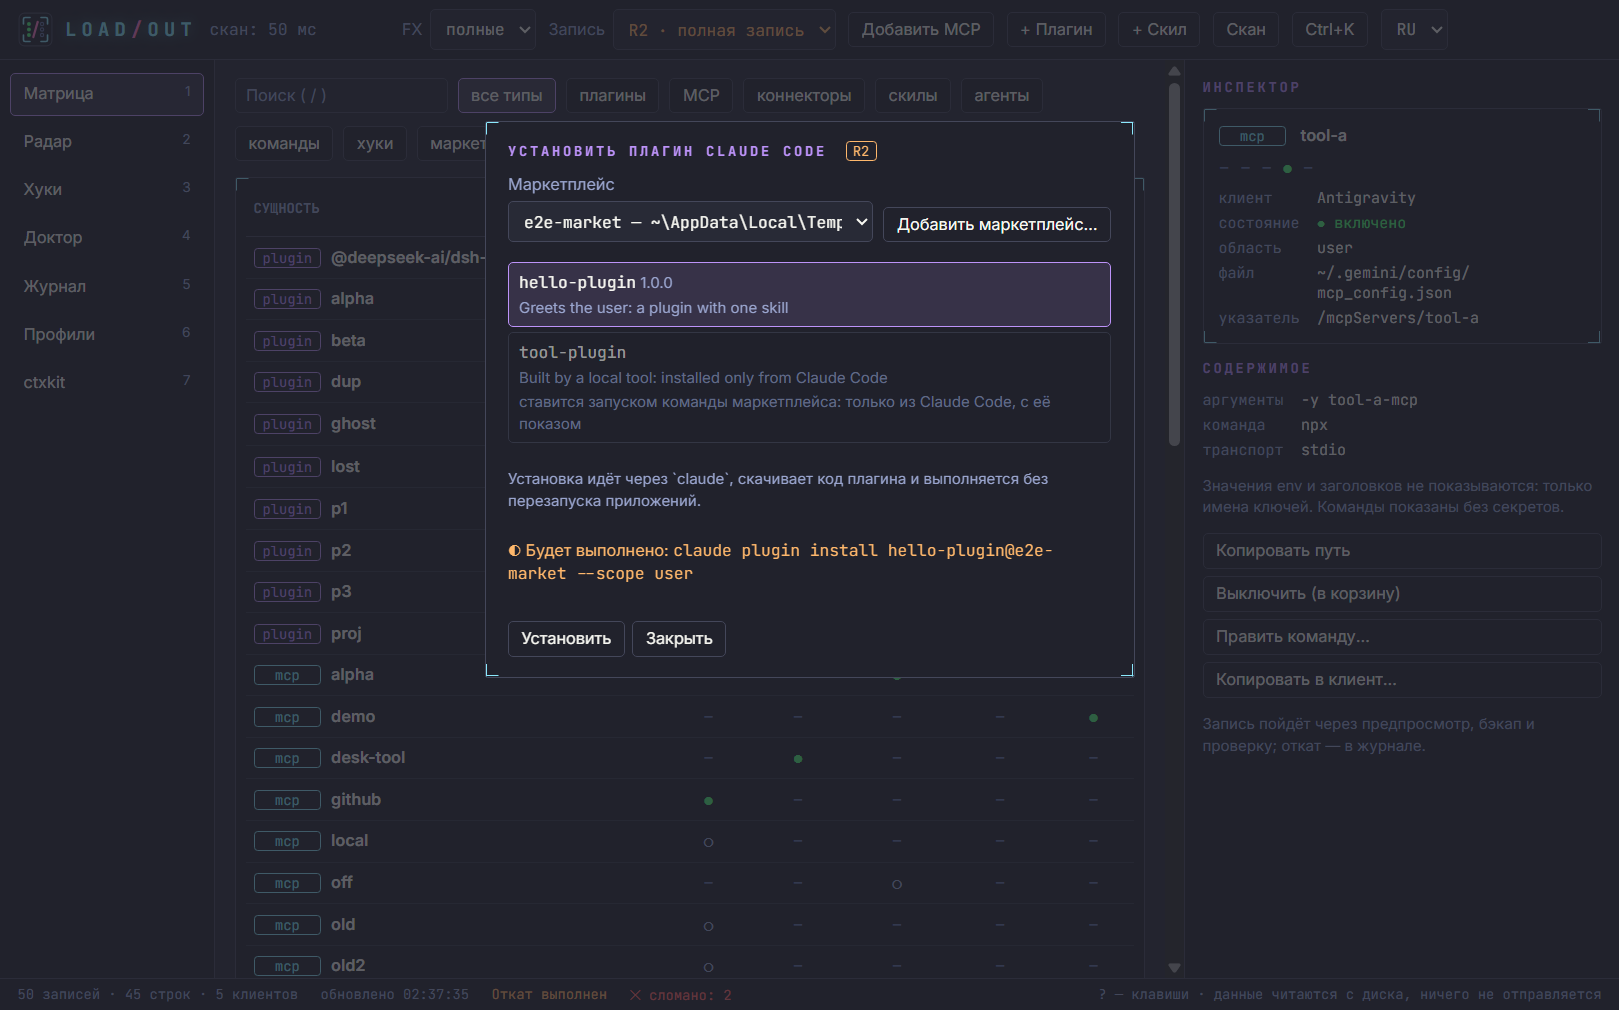 LOAD/OUT скан: 50 мс FX полные Запись R2 · полная запись Добавить MCP + Плагин + Скил Скан Ctrl+K RU
Матрица 1
Радар 2
Хуки 3
Доктор 4
Журнал 5
Профили 6
ctxkit 7
Поиск ( / ) все типы плагины MCP коннекторы скилы агенты
команды хуки маркет
СУЩНОСТЬ
plugin @deepseek-ai/dsh-
plugin alpha
plugin beta
plugin dup
plugin ghost
plugin lost
plugin p1
plugin p2
plugin p3
plugin proj
mcp alpha
mcp demo
mcp desk-tool
mcp github
mcp local
mcp off
mcp old
mcp old2
УСТАНОВИТЬ ПЛАГИН CLAUDE CODE R2
Маркетплейс
e2e-market — ~\AppData\Local\Temp Добавить маркетплейс…
hello-plugin 1.0.0
Greets the user: a plugin with one skill
tool-plugin
Built by a local tool: installed only from Claude Code
ставится запуском команды маркетплейса: только из Claude Code, с её
показом
Установка идёт через `claude`, скачивает код плагина и выполняется без
перезапуска приложений.
Будет выполнено: claude plugin install hello-plugin@e2e-
market --scope user
Установить Закрыть
ИНСПЕКТОР
mcp tool-a
клиент Antigravity
состояние включено
область user
файл ~/.gemini/config/
mcp_config.json
указатель /mcpServers/tool-a
СОДЕРЖИМОЕ
аргументы -y tool-a-mcp
команда npx
транспорт stdio
Значения env и заголовков не показываются: только
имена ключей. Команды показаны без секретов.
Копировать путь
Выключить (в корзину)
Править команду…
Копировать в клиент…
Запись пойдёт через предпросмотр, бэкап и
проверку; откат — в журнале.
50 записей · 45 строк · 5 клиентов обновлено 02:37:35 Откат выполнен ✕ сломано: 2 ? — клавиши · данные читаются с диска, ничего не отправляется